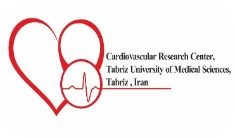 Cardiovascular Research Center,
Tabriz University of Medical Sciences,
Tabriz , Iran